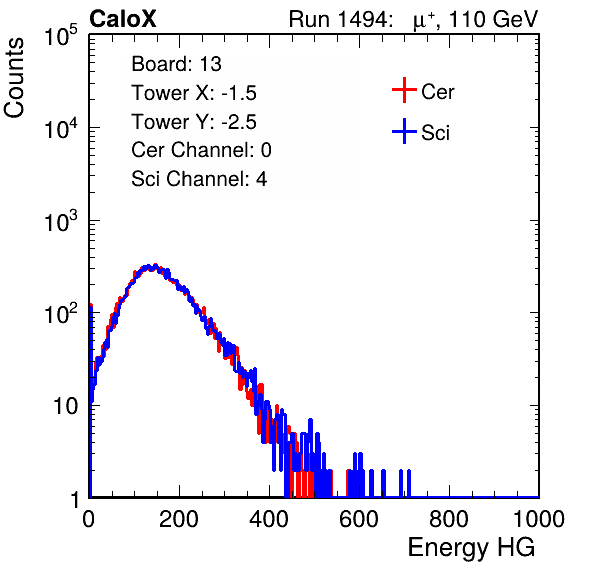 CaloX Run 1494: μ⁺, 110 GeV
Counts
10⁵
10⁴
10³
10²
10
1
Board: 13
Tower X: -1.5
Tower Y: -2.5
Cer Channel: 0
Sci Channel: 4
Cer
Sci
0 200 400 600 800 1000
Energy HG